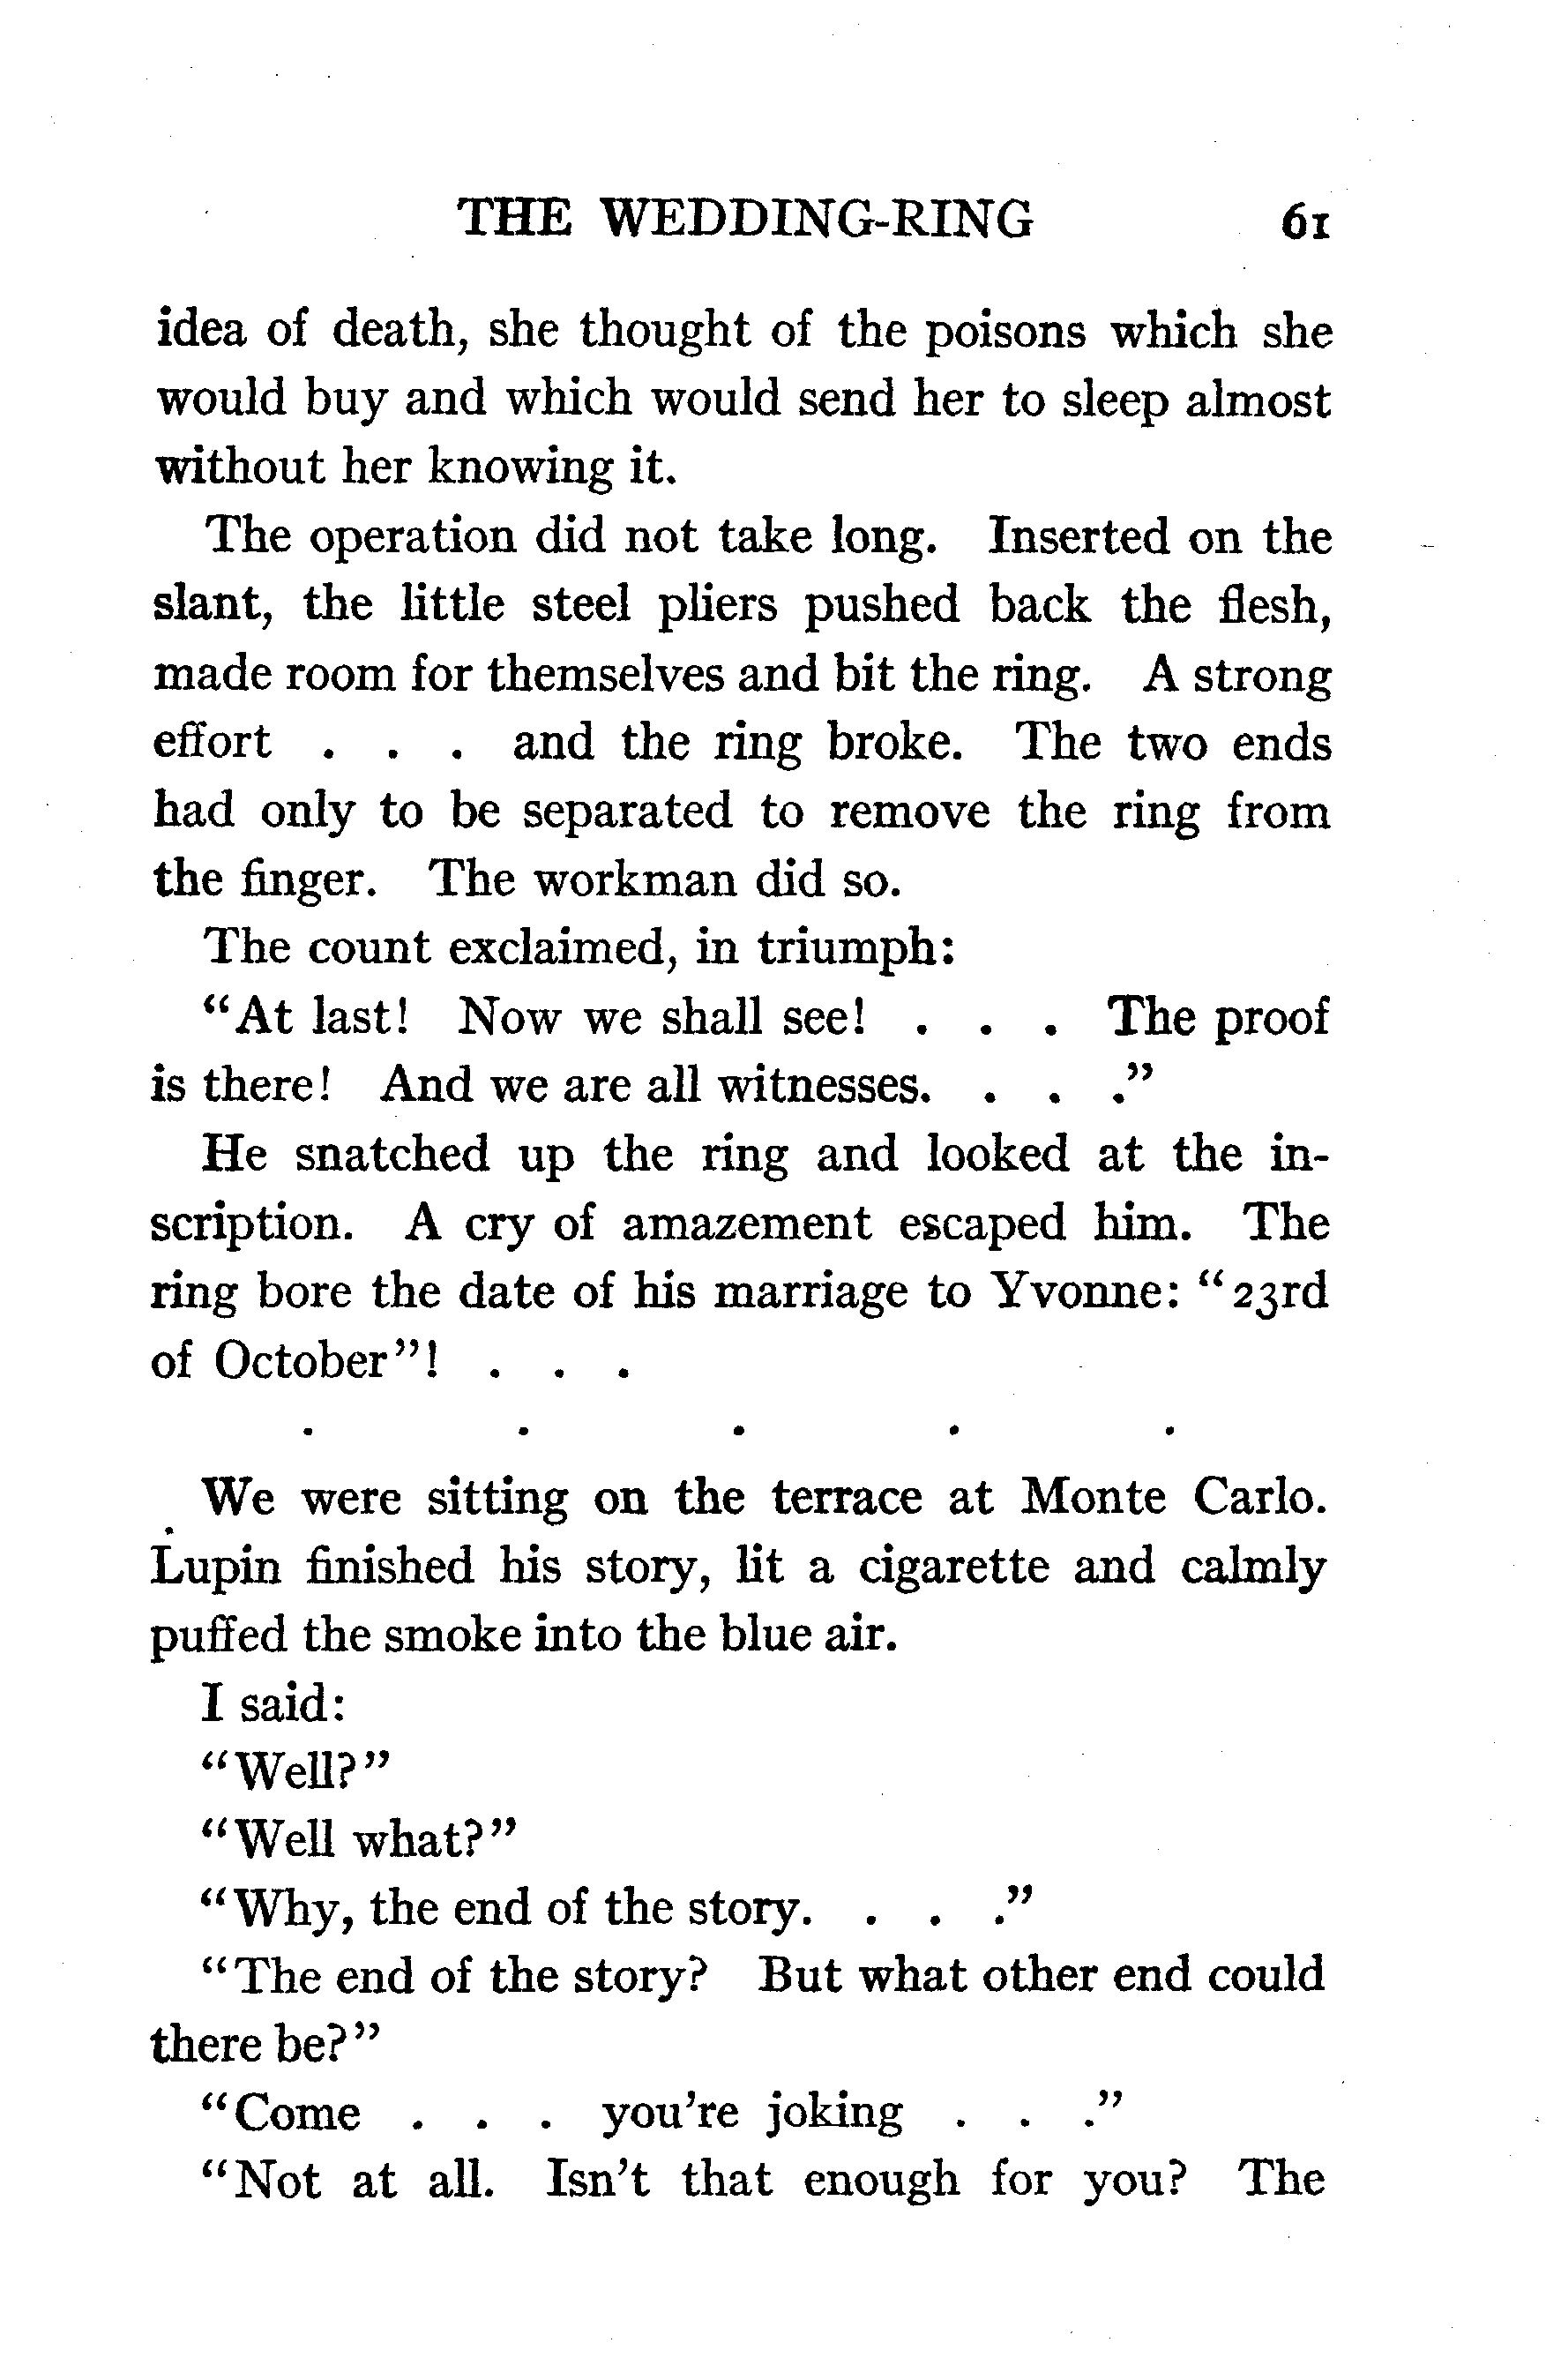 THE WEDDING-RING 61
idea of death, she thought of the poisons which she
would buy and which would send her to sleep almost
without her knowing it.
The operation did not take long. Inserted on the
slant, the little steel pliers pushed back the flesh,
made room for themselves and bit the ring. A strong
effort . . . and the ring broke. The two ends
had only to be separated to remove the ring from
the finger. The workman did so.
The count exclaimed, in triumph:
“At last! Now we shall see! . . . The proof
is there! And we are all witnesses. . . .”
He snatched up the ring and looked at the in-
scription. A cry of amazement escaped him. The
ring bore the date of his marriage to Yvonne: “23rd
of October”! . . .
. . . . .
We were sitting on the terrace at Monte Carlo.
Lupin finished his story, lit a cigarette and calmly
puffed the smoke into the blue air.
I said:
“Well?”
“Well what?”
“Why, the end of the story. . . .”
“The end of the story? But what other end could
there be?”
“Come . . . you're joking . . .”
“Not at all. Isn't that enough for you? The